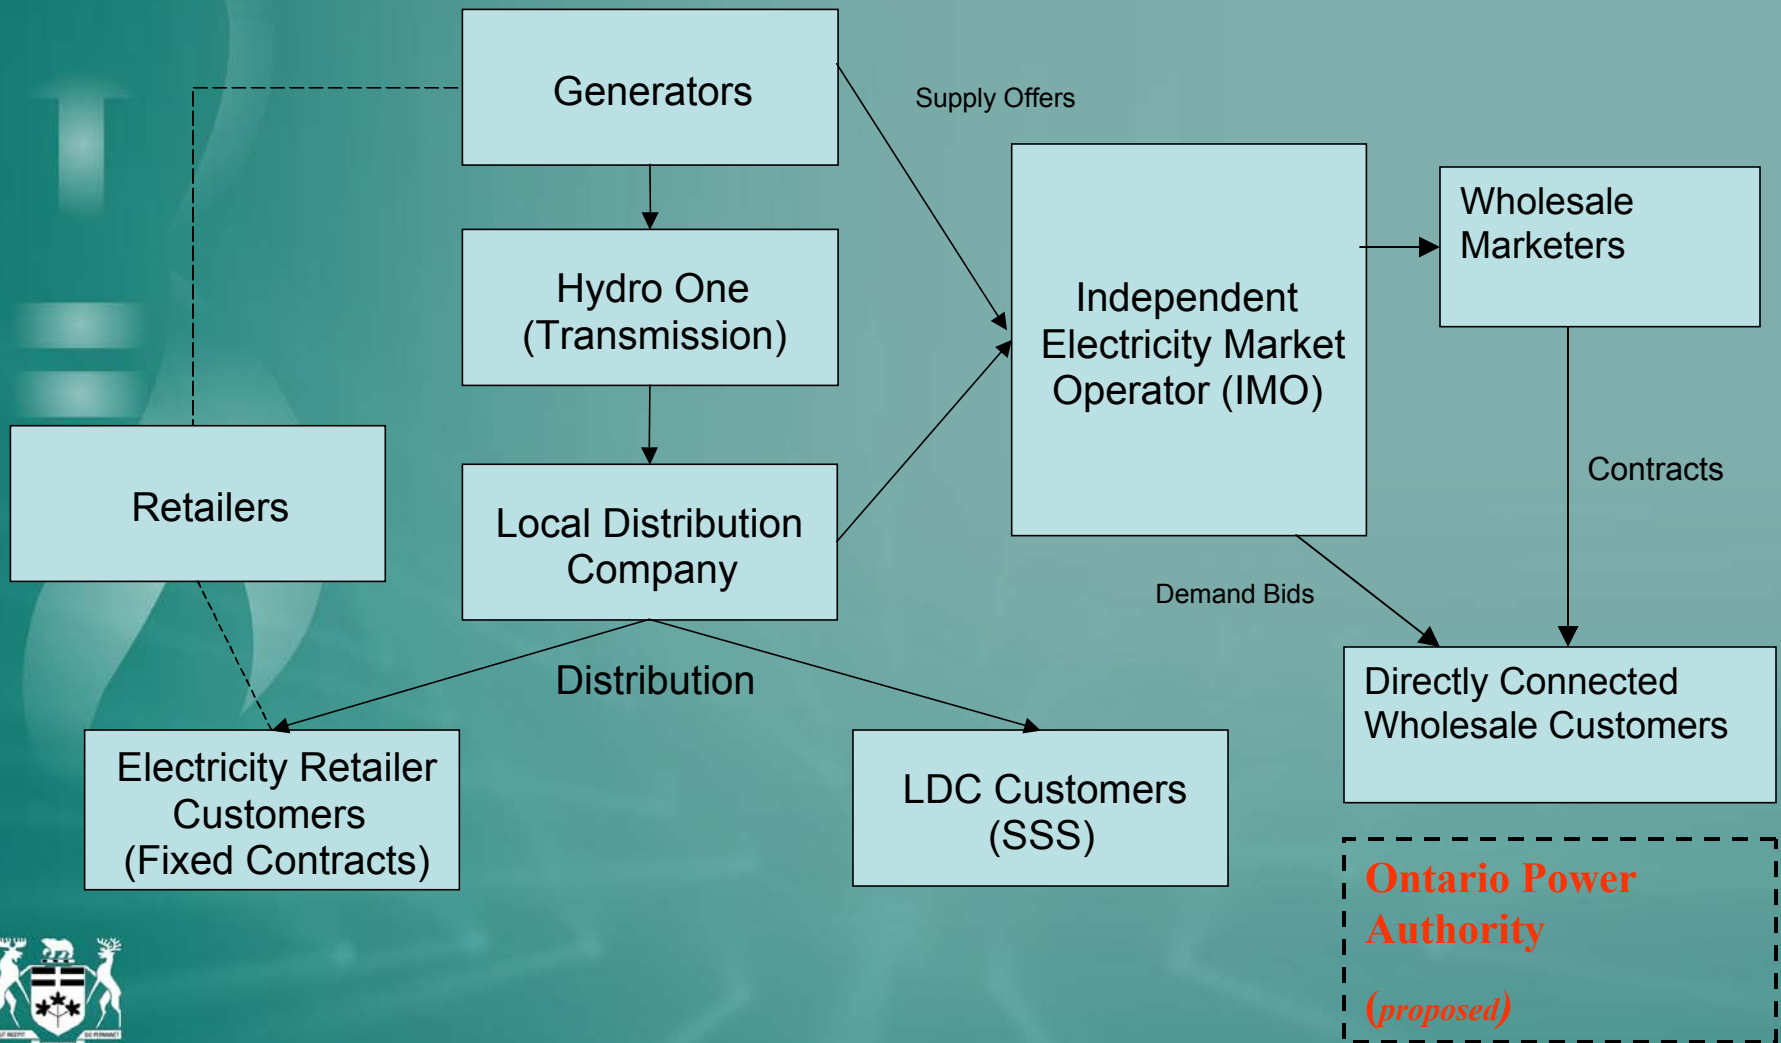 Generators
Supply Offers
Hydro One
(Transmission)
Independent
Electricity Market
Operator (IMO)
Wholesale
Marketers
Retailers
Local Distribution
Company
Contracts
Demand Bids
Distribution
Directly Connected
Wholesale Customers
Electricity Retailer
Customers
(Fixed Contracts)
LDC Customers
(SSS)
Ontario Power
Authority
(proposed)